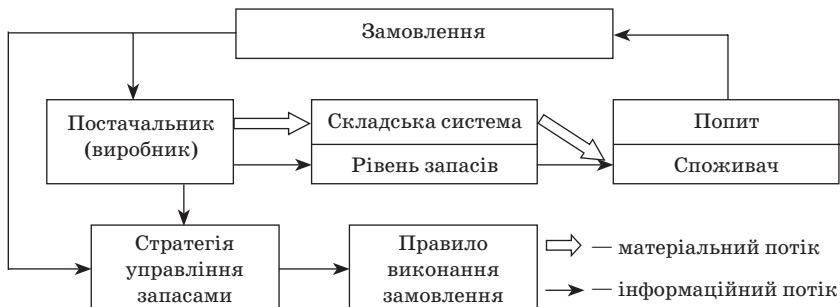 Замовлення
Постачальник
(виробник)
Складська система
Рівень запасів
Попит
Споживач
Стратегія
управління
запасами
Правило
виконання
замовлення
— матеріальний потік
— інформаційний потік